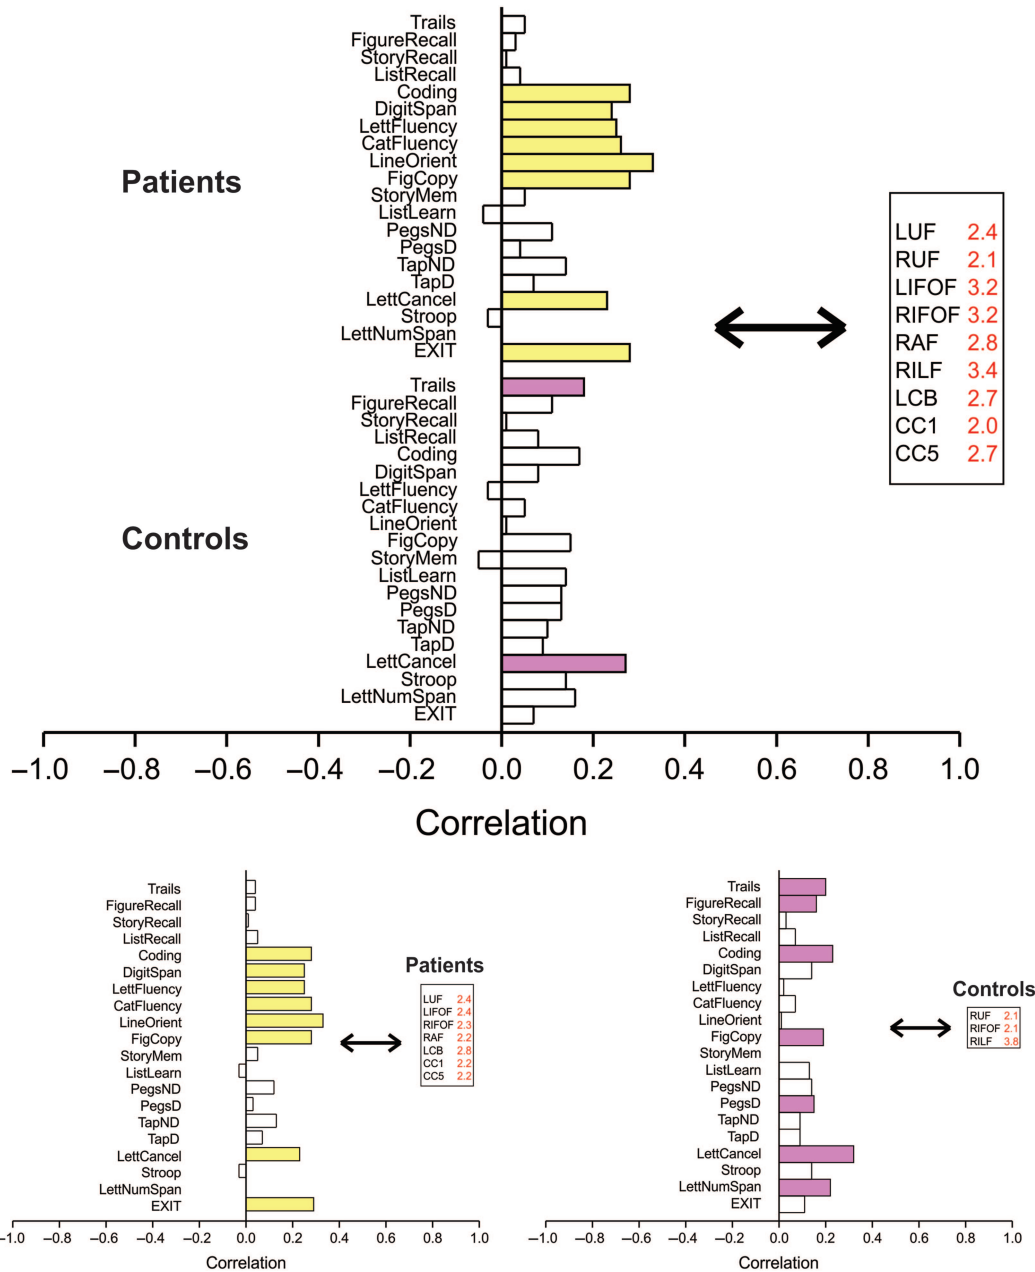 Trails
FigureRecall
StoryRecall
ListRecall
Coding
DigitSpan
LettFluency
CatFluency
LineOrient
FigCopy
StoryMem
ListLearn
PegsND
PegsD
TapND
TapD
LettCancel
Stroop
LettNumSpan
EXIT
Patients
Trails
FigureRecall
StoryRecall
ListRecall
Coding
DigitSpan
LettFluency
CatFluency
LineOrient
FigCopy
StoryMem
ListLearn
PegsND
PegsD
TapND
TapD
LettCancel
Stroop
LettNumSpan
EXIT
Controls
LUF 2.4
RUF 2.1
LIFOF 3.2
RIFOF 3.2
RAF 2.8
RILF 3.4
LCB 2.7
CC1 2.0
CC5 2.7
–1.0 –0.8 –0.6 –0.4 –0.2 0.0 0.2 0.4 0.6 0.8 1.0
Correlation
Trails
FigureRecall
StoryRecall
ListRecall
Coding
DigitSpan
LettFluency
CatFluency
LineOrient
FigCopy
StoryMem
ListLearn
PegsND
PegsD
TapND
TapD
LettCancel
Stroop
LettNumSpan
EXIT
Patients
LUF 2.4
LIFOF 2.4
RIFOF 2.3
RAF 2.2
LCB 2.8
CC1 2.2
CC5 2.2
–1.0 –0.8 –0.6 –0.4 –0.2 0.0 0.2 0.4 0.6 0.8 1.0
Correlation
Trails
FigureRecall
StoryRecall
ListRecall
Coding
DigitSpan
LettFluency
CatFluency
LineOrient
FigCopy
StoryMem
ListLearn
PegsND
PegsD
TapND
TapD
LettCancel
Stroop
LettNumSpan
EXIT
Controls
RUF 2.1
RIFOF 2.1
RILF 3.8
–1.0 –0.8 –0.6 –0.4 –0.2 0.0 0.2 0.4 0.6 0.8 1.0
Correlation